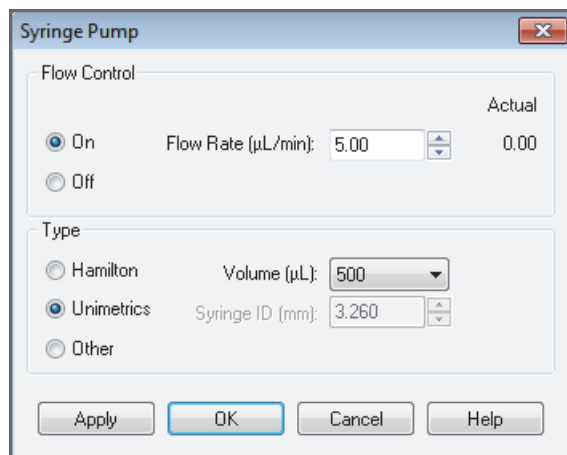 Syringe Pump
Flow Control
Actual
On
Flow Rate (µL/min): 5.00 0.00
Off
Type
Hamilton
Volume (µL): 500
Unimetrics
Syringe ID (mm): 3.260
Other
Apply OK Cancel Help